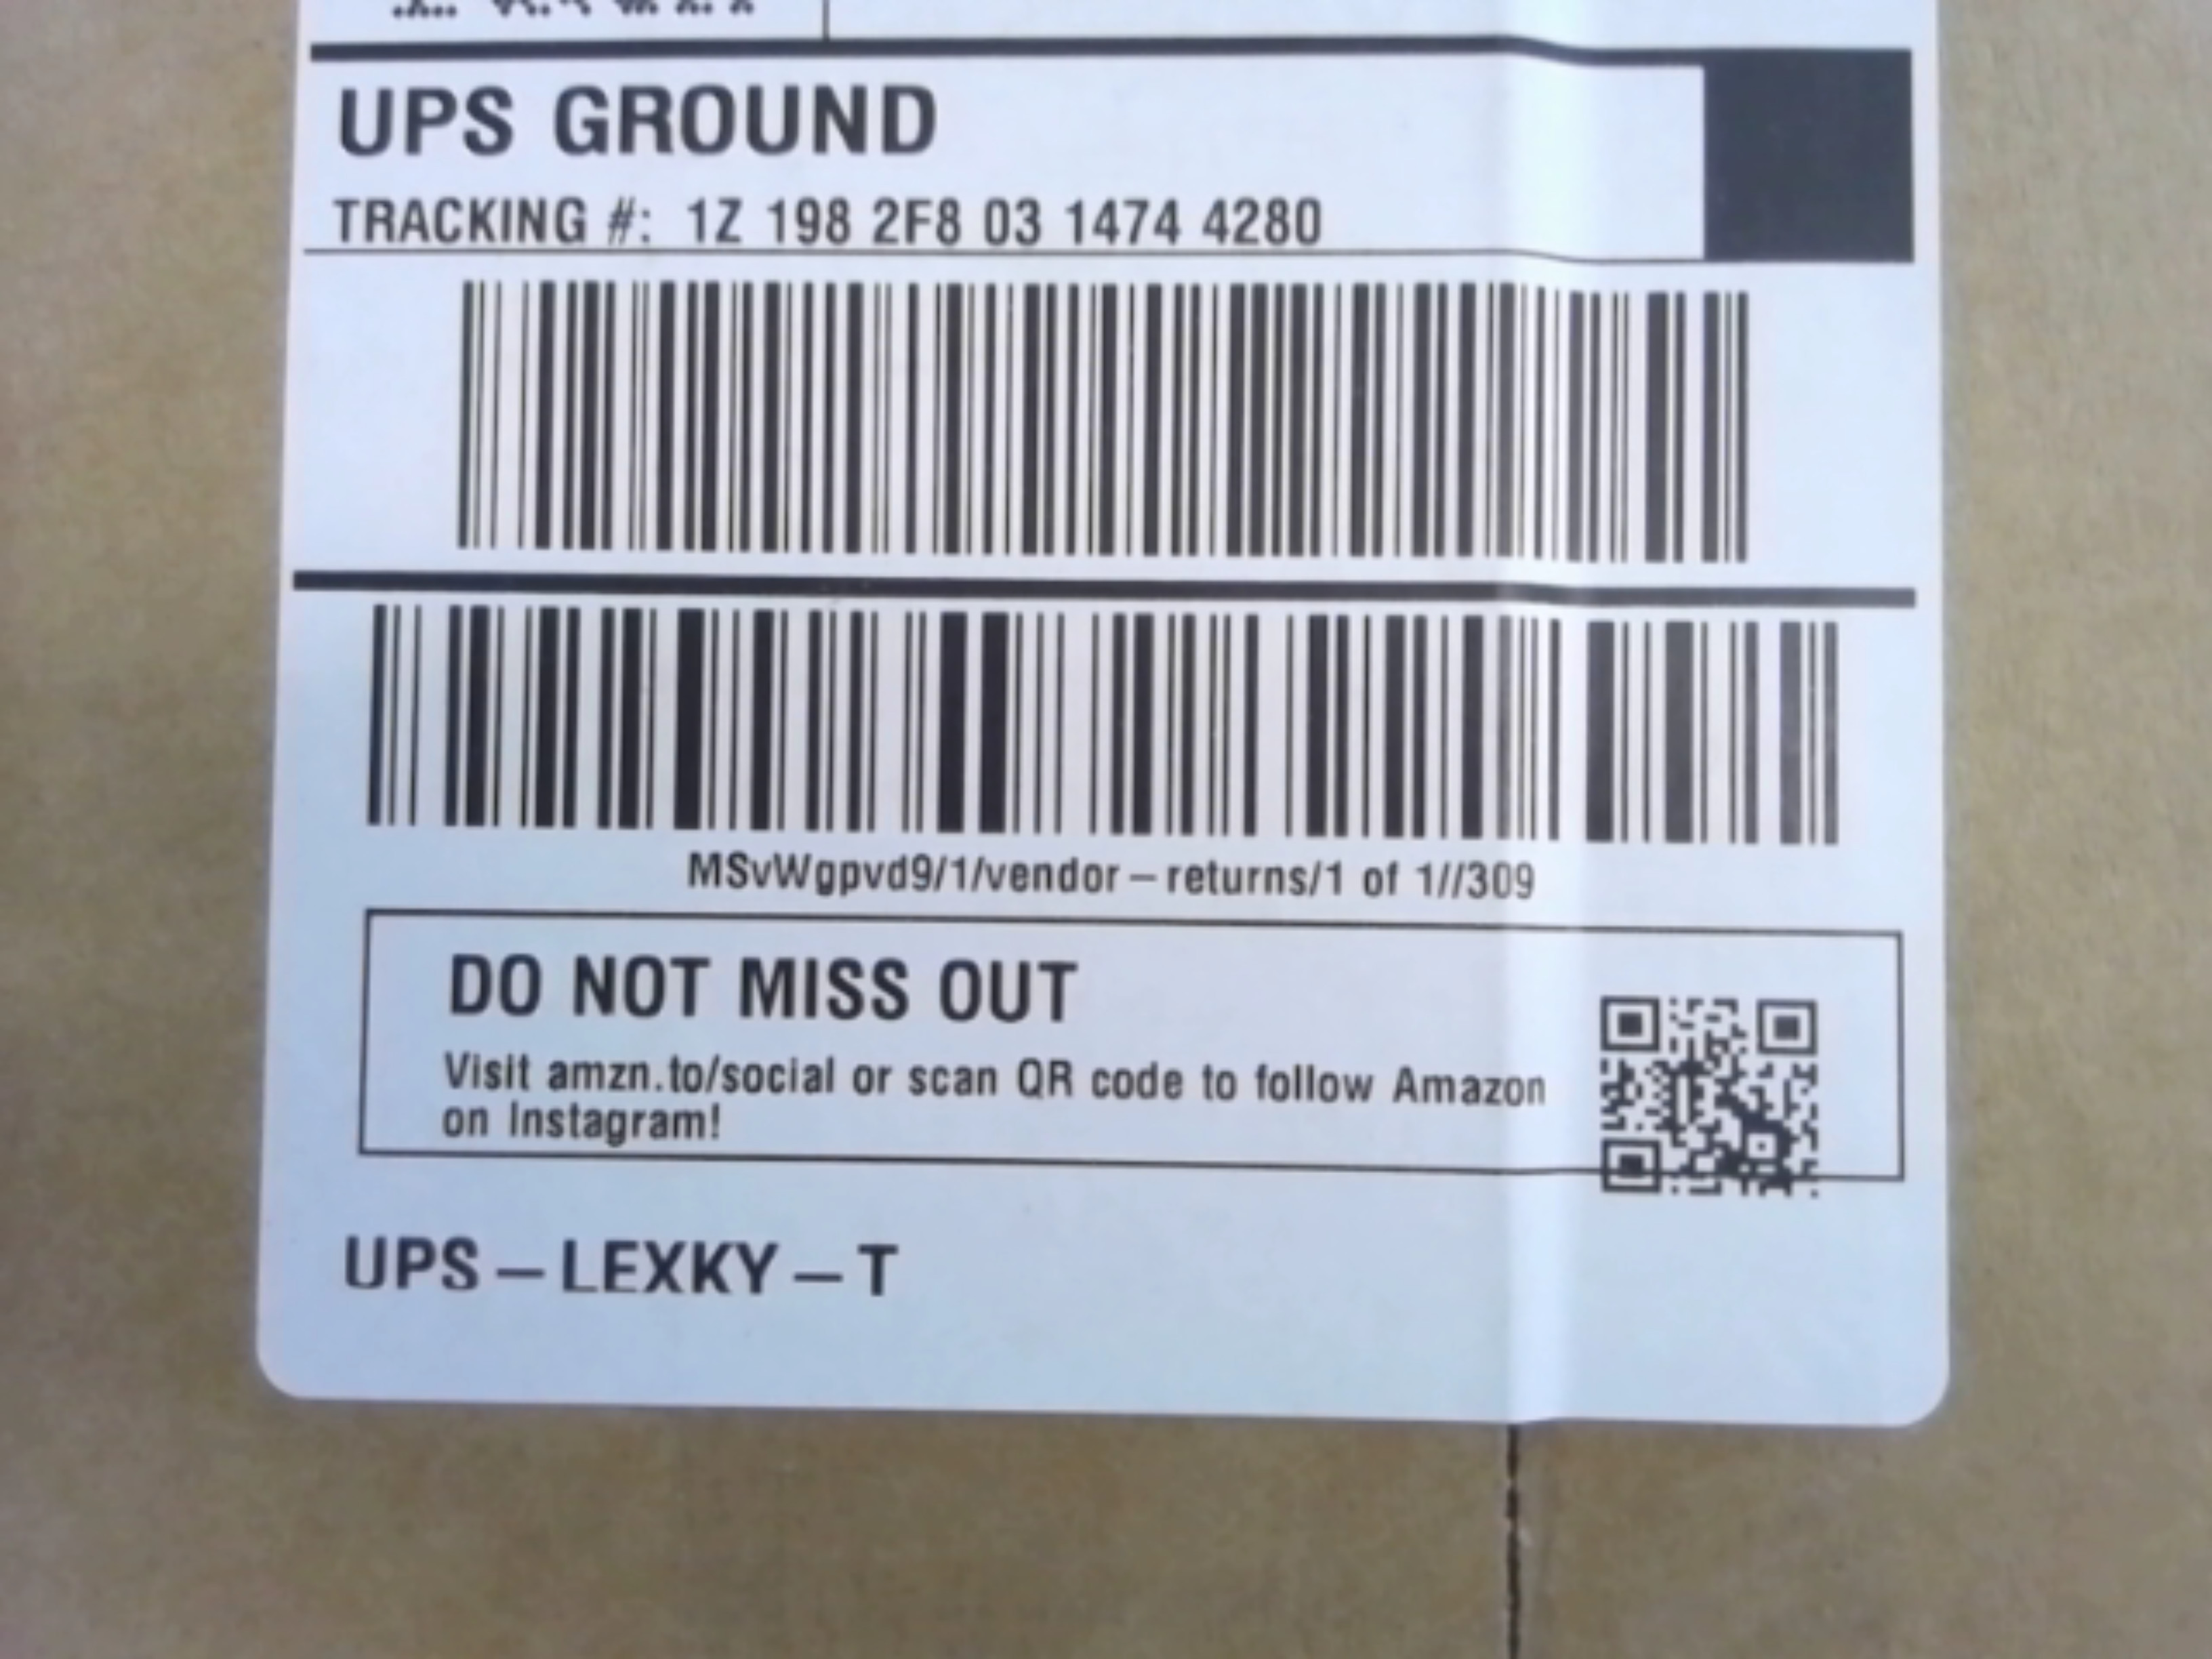 UPS GROUND
TRACKING #: 1Z 198 2F8 03 1474 4280
MSvWgpvd9/1/vendor-returns/1 of 1//309
DO NOT MISS OUT
Visit amzn.to/social or scan QR code to follow Amazon
on Instagram!
UPS-LEXKY-T